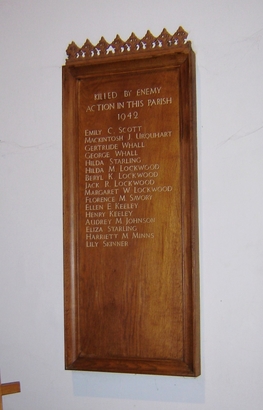 KILLED BY ENEMY
ACTION IN THIS PARISH
1942
EMILY C. SCOTT
MACKINTOSH J. URQUHART
GERTRUDE WHALL
GEORGE WHALL
HILDA STARLING
HILDA M LOCKWOOD
BERYL K LOCKWOOD
JACK R LOCKWOOD
MARGARET W LOCKWOOD
FLORENCE M SAVORY
ELLEN E KEELEY
HENRY KEELEY
AUDREY M JOHNSON
ELIZA STARLING
HARRIETT M MINNS
LILY SKINNER